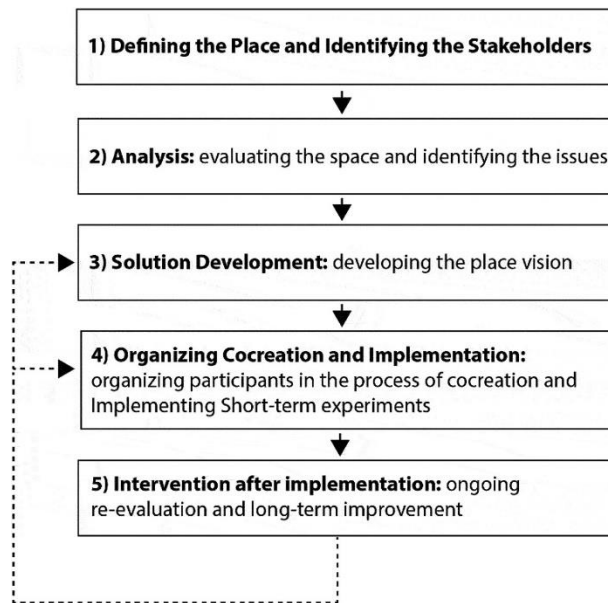 1) Defining the Place and Identifying the Stakeholders
2) Analysis: evaluating the space and identifying the issues
3) Solution Development: developing the place vision
4) Organizing Cocreation and Implementation:
organizing participants in the process of cocreation and
Implementing Short-term experiments
5) Intervention after implementation: ongoing
re-evaluation and long-term improvement